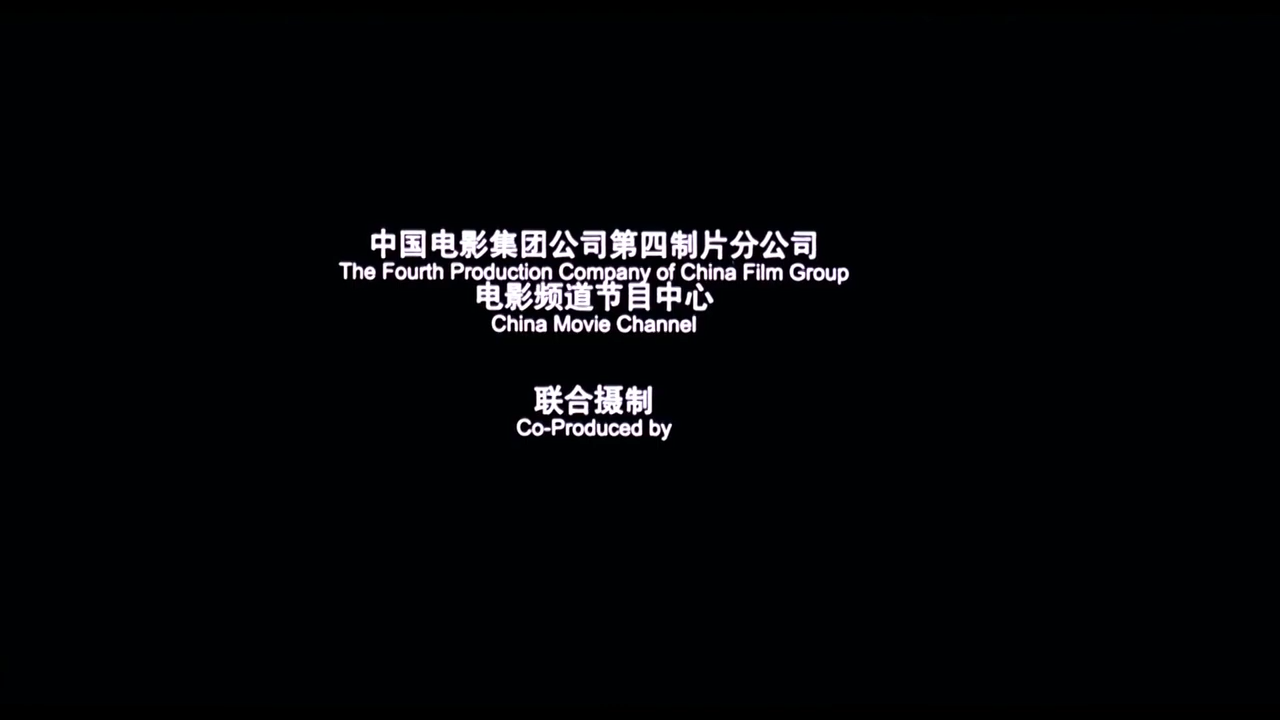 中国电影集团公司第四制片分公司
The Fourth Production Company of China Film Group
电影频道节目中心
China Movie Channel
联合摄制
Co-Produced by